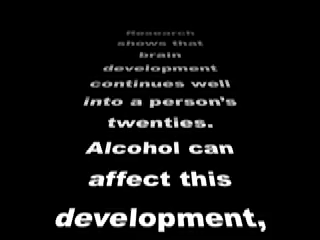 Research
shows that
brain
development
continues well
into a person's
twenties.
Alcohol can
affect this
development,